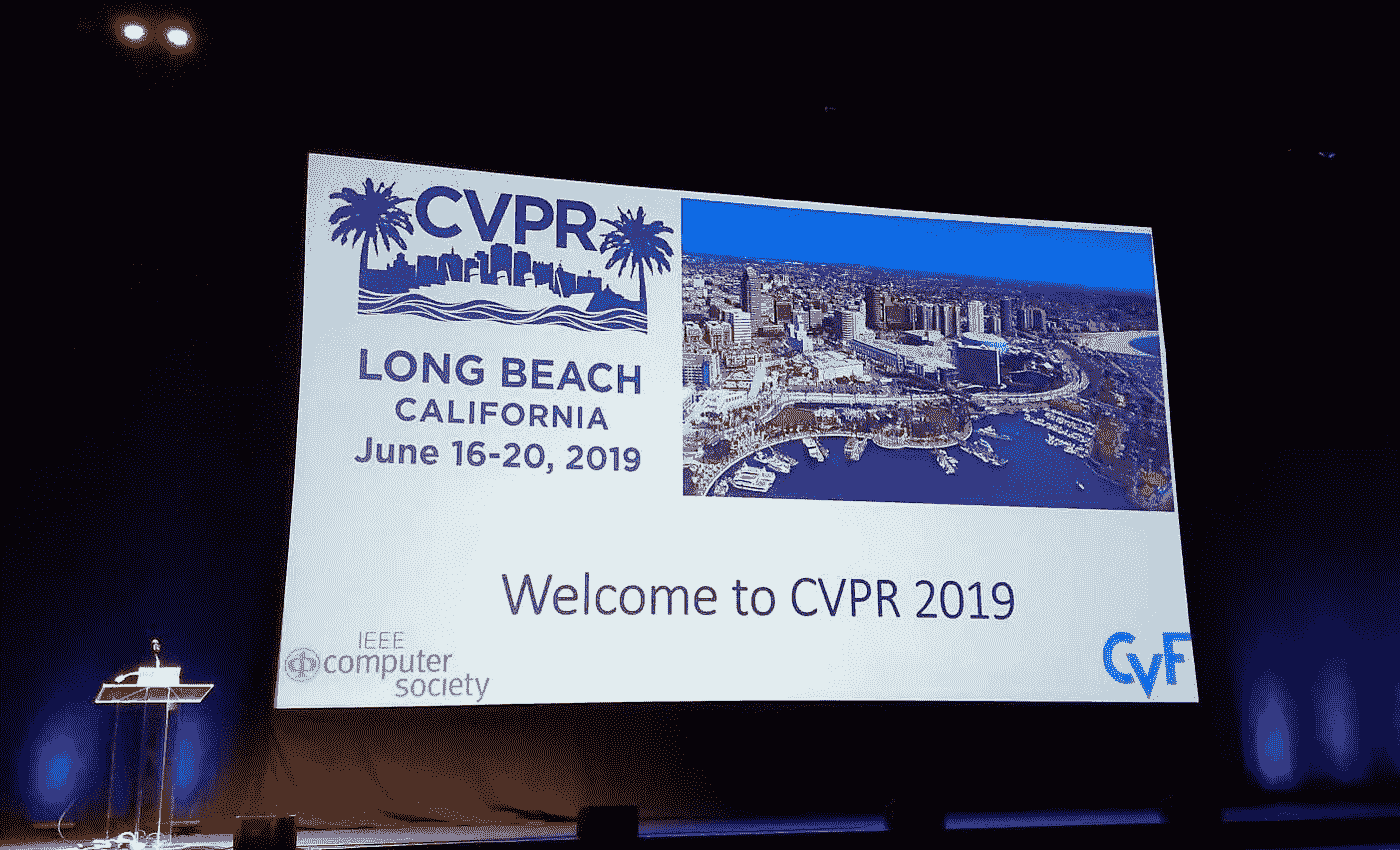 CVPR
LONG BEACH
CALIFORNIA
June 16-20, 2019
Welcome to CVPR 2019
IEEE
computer
society
CVF